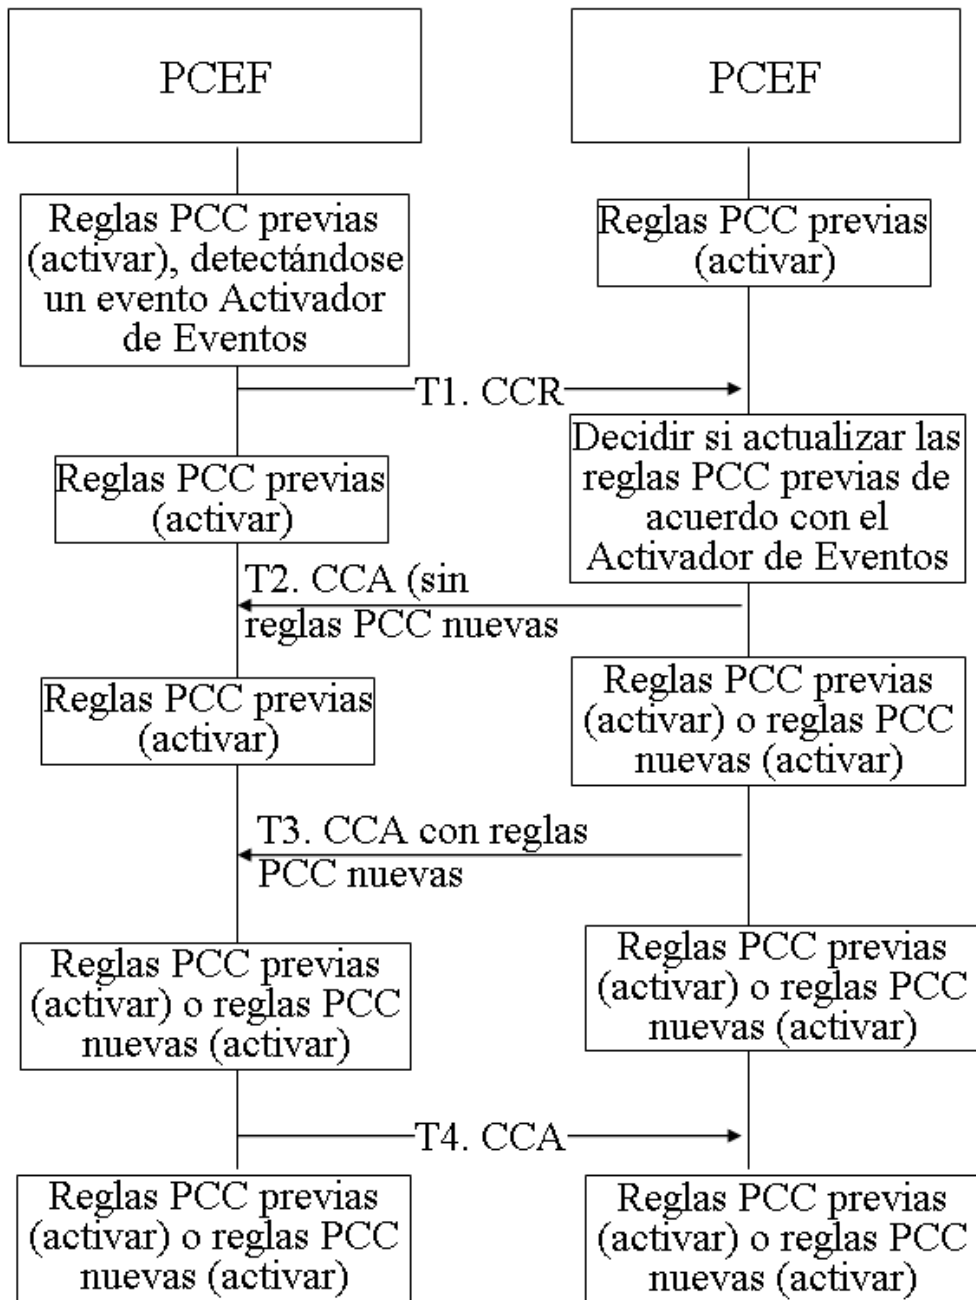 PCEF
PCEF
Reglas PCC previas
(activar), detectándose
un evento Activador
de Eventos
Reglas PCC previas
(activar)
T1. CCR
Reglas PCC previas
(activar)
Decidir si actualizar las
reglas PCC previas de
acuerdo con el
Activador de Eventos
T2. CCA (sin
reglas PCC nuevas
Reglas PCC previas
(activar)
Reglas PCC previas
(activar) o reglas PCC
nuevas (activar)
T3. CCA con reglas
PCC nuevas
Reglas PCC previas
(activar) o reglas PCC
nuevas (activar)
Reglas PCC previas
(activar) o reglas PCC
nuevas (activar)
T4. CCA
Reglas PCC previas
(activar) o reglas PCC
nuevas (activar)
Reglas PCC previas
(activar) o reglas PCC
nuevas (activar)